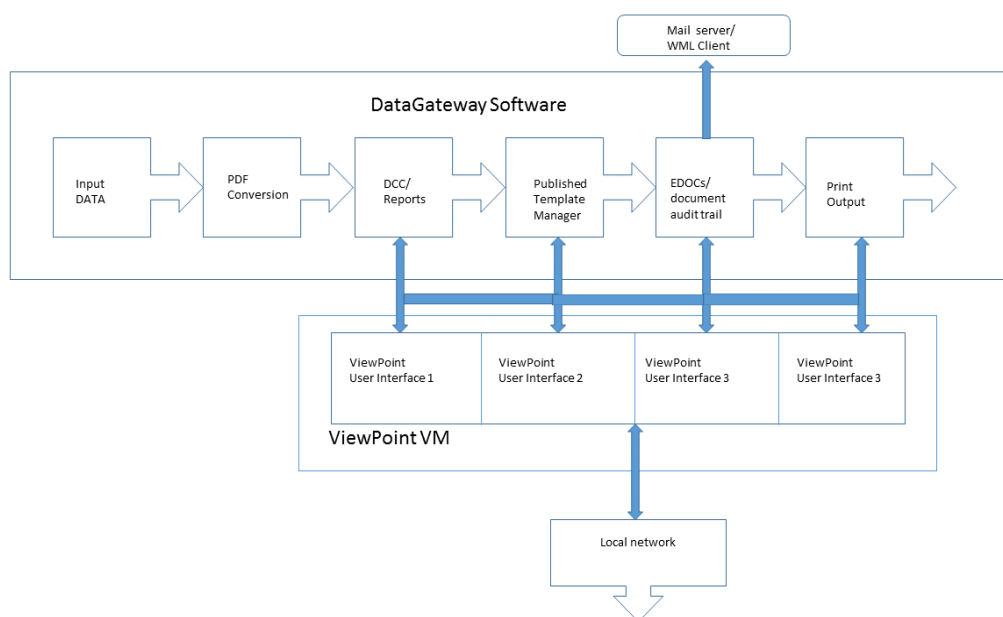 Mail server/
WML Client
DataGateway Software
Input
DATA
PDF
Conversion
DCC/
Reports
Published
Template
Manager
EDOCs/
document
audit trail
Print
Output
ViewPoint
User Interface 1
ViewPoint
User Interface 2
ViewPoint
User Interface 3
ViewPoint
User Interface 3
ViewPoint VM
Local network